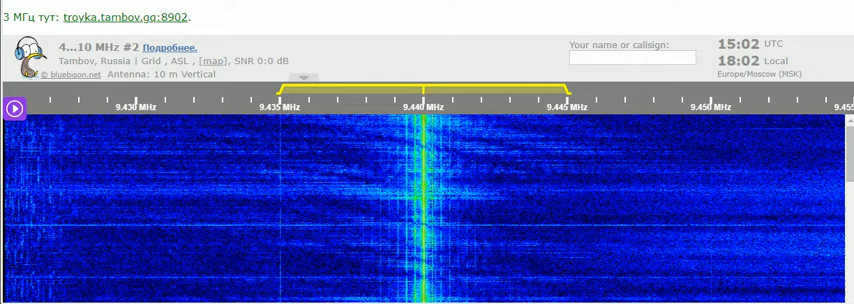 3 МГц тут: troyka.tambov.gq:8902.
4...10 MHz #2 Подробнее.
Tambov, Russia | Grid , ASL , [map], SNR 0:0 dB
© bluebison.net Antenna: 10 m Vertical
Your name or callsign:
15:02 UTC
18:02 Local
Europe/Moscow (MSK)
9.430 MHz 9.435 MHz 9.440 MHz 9.445 MHz 9.450 MHz 9.455